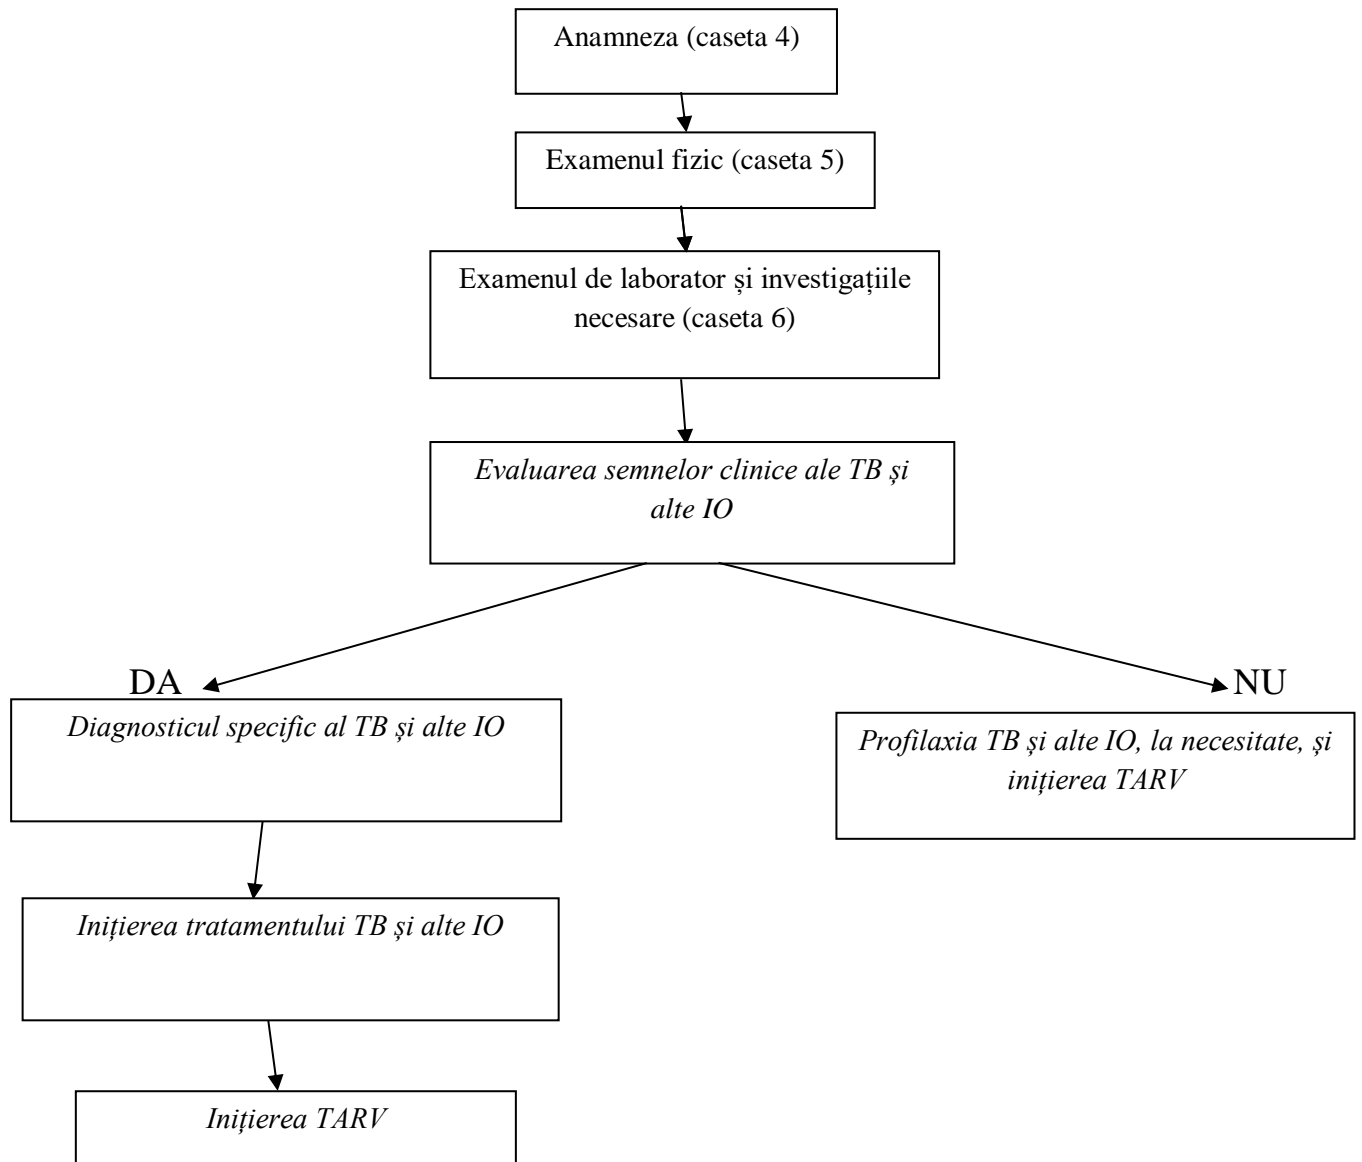 Anamneza (caseta 4)
Examenul fizic (caseta 5)
Examenul de laborator și investigațiile
necesare (caseta 6)
Evaluarea semnelor clinice ale TB și
alte IO
DA
NU
Diagnosticul specific al TB și alte IO
Profilaxia TB și alte IO, la necesitate, și
inițierea TARV
Inițierea tratamentului TB și alte IO
Inițierea TARV